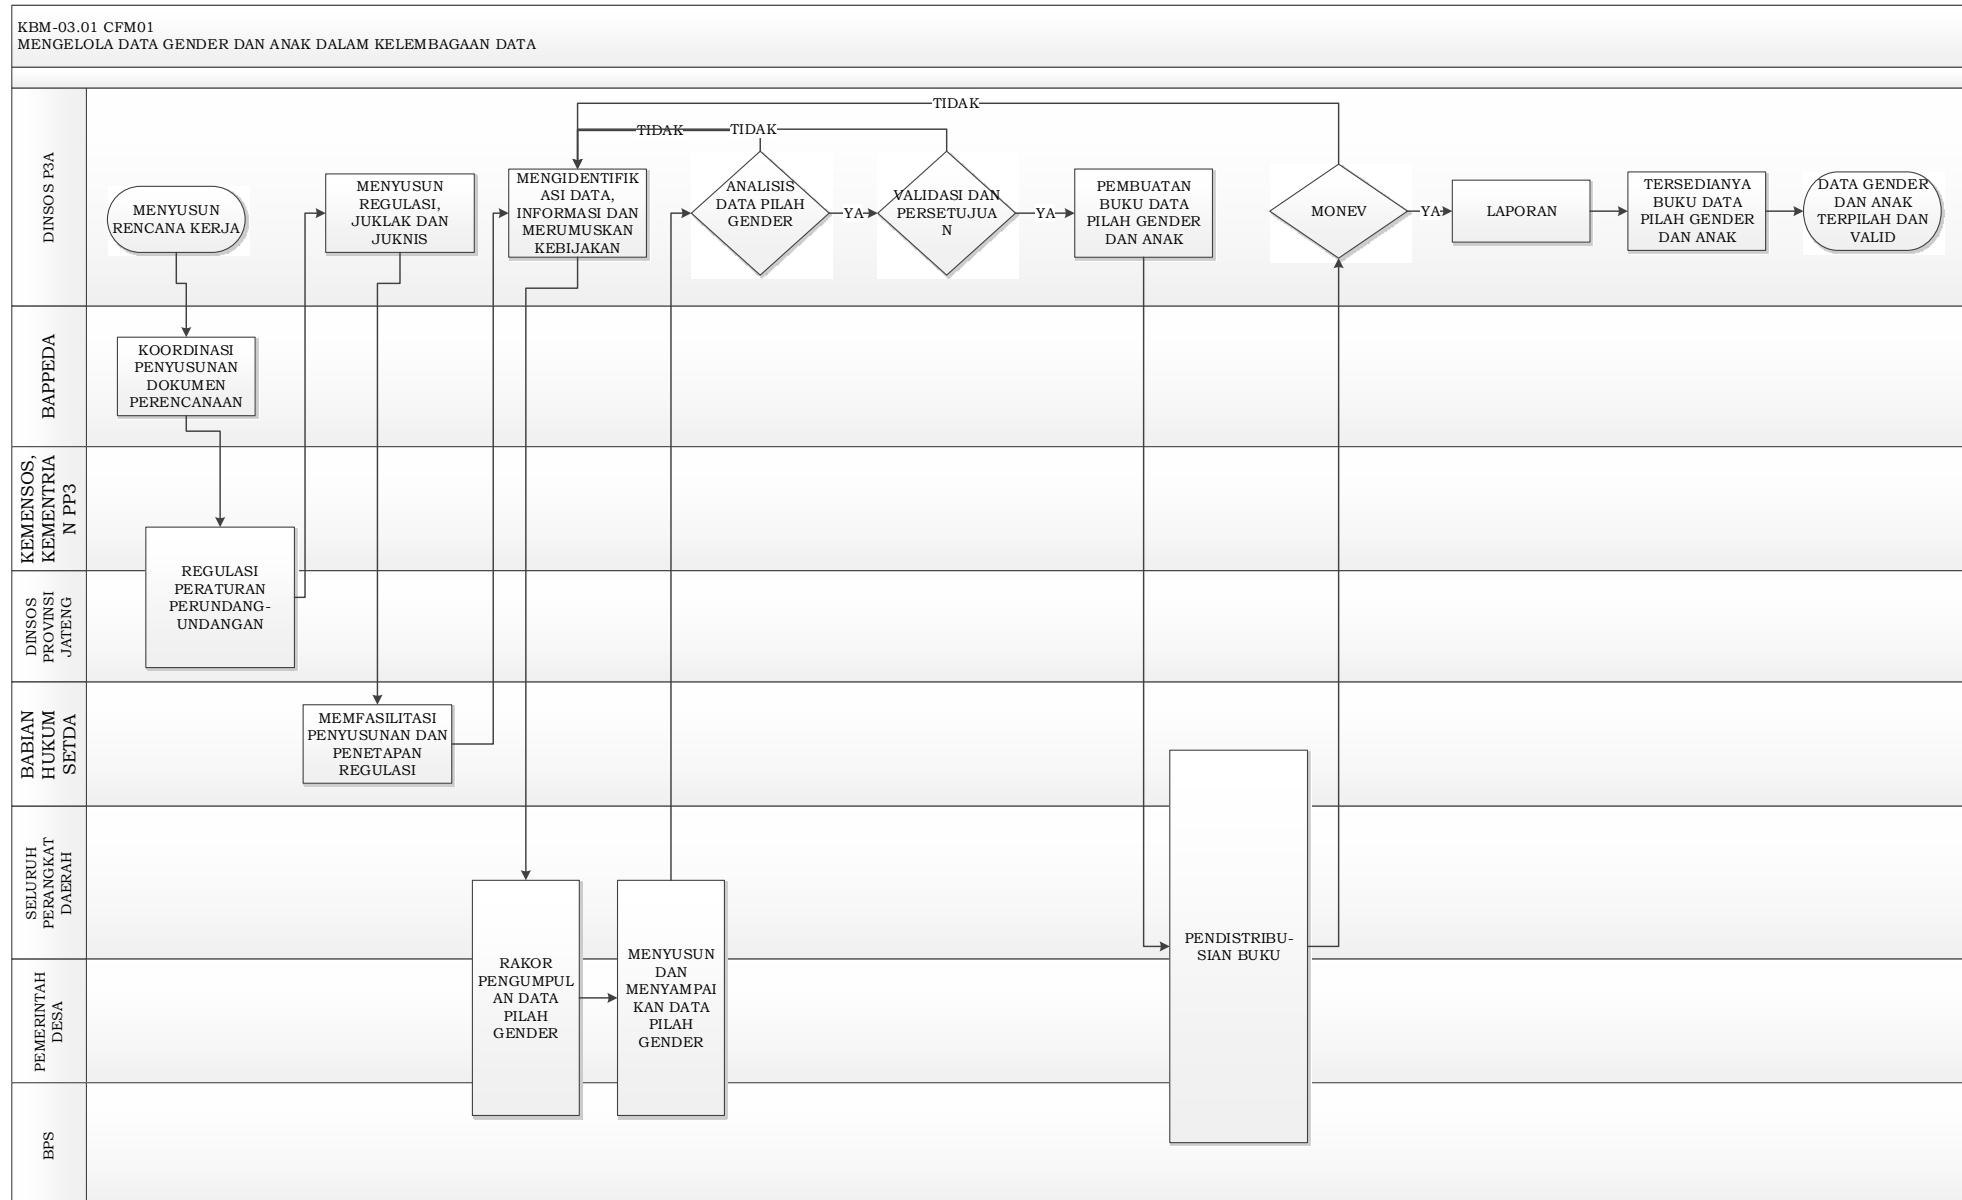 KBM-03.01 CFM01
MENGELOLA DATA GENDER DAN ANAK DALAM KELEMBAGAAN DATA
DINSOS P3A
TIDAK
TIDAK
TIDAK
MENYUSUN
RENCANA KERJA
MENYUSUN
REGULASI,
JUKLAK DAN
JUKNIS
MENGIDENTIFIK
ASI DATA,
INFORMASI DAN
MERUMUSKAN
KEBIJAKAN
ANALISIS
DATA PILAH
GENDER
YA
VALIDASI DAN
PERSETUJUA
N
YA
PEMBUATAN
BUKU DATA
PILAH GENDER
DAN ANAK
MONEV
YA
LAPORAN
TERSEDIANYA
BUKU DATA
PILAH GENDER
DAN ANAK
DATA GENDER
DAN ANAK
TERPILAH DAN
VALID
BAPPEDA
KOORDINASI
PENYUSUNAN
DOKUMEN
PERENCANAAN
KEMENSOS,
KEMENTRIA
N PP3
REGULASI
PERATURAN
PERUNDANG-
UNDANGAN
DINSOS
PROVINSI
JATENG
BABIAN
HUKUM
SETDA
MEMFASILITASI
PENYUSUNAN DAN
PENETAPAN
REGULASI
SELURUH
PERANGKAT
DAERAH
RAKOR
PENGUMPUL
AN DATA
PILAH
GENDER
MENYUSUN
DAN
MENYAMPAI
KAN DATA
PILAH
GENDER
PENDISTRIBU-
SIAN BUKU
PEMERINTAH
DESA
BPS